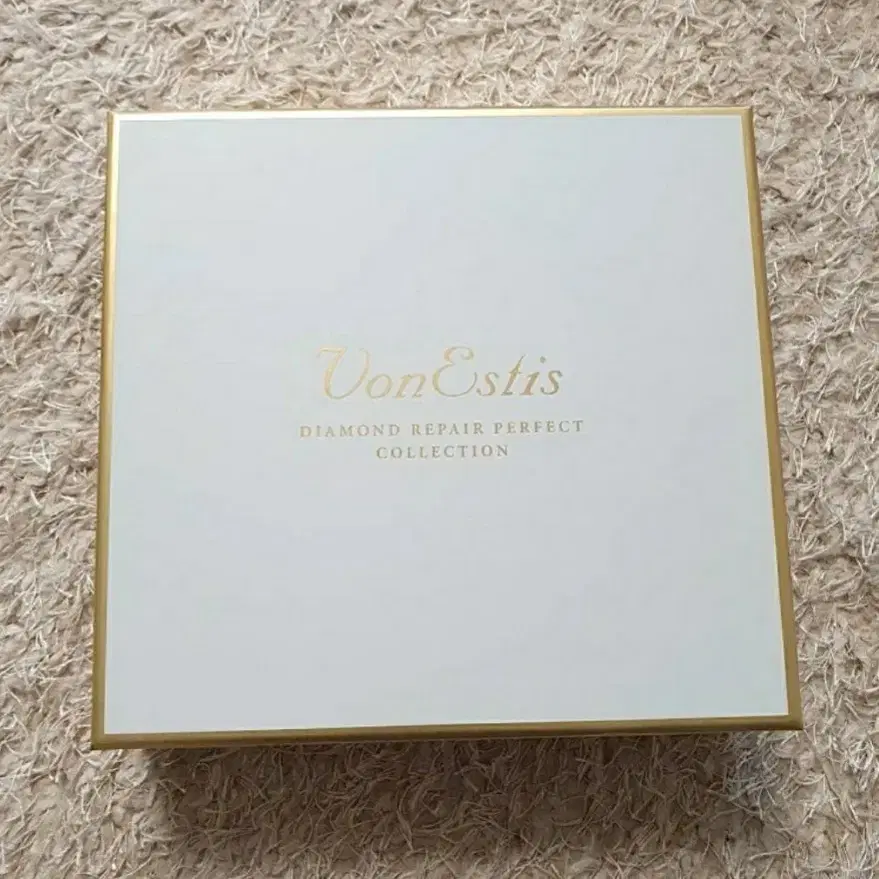 VonEstis
DIAMOND REPAIR PERFECT
COLLECTION